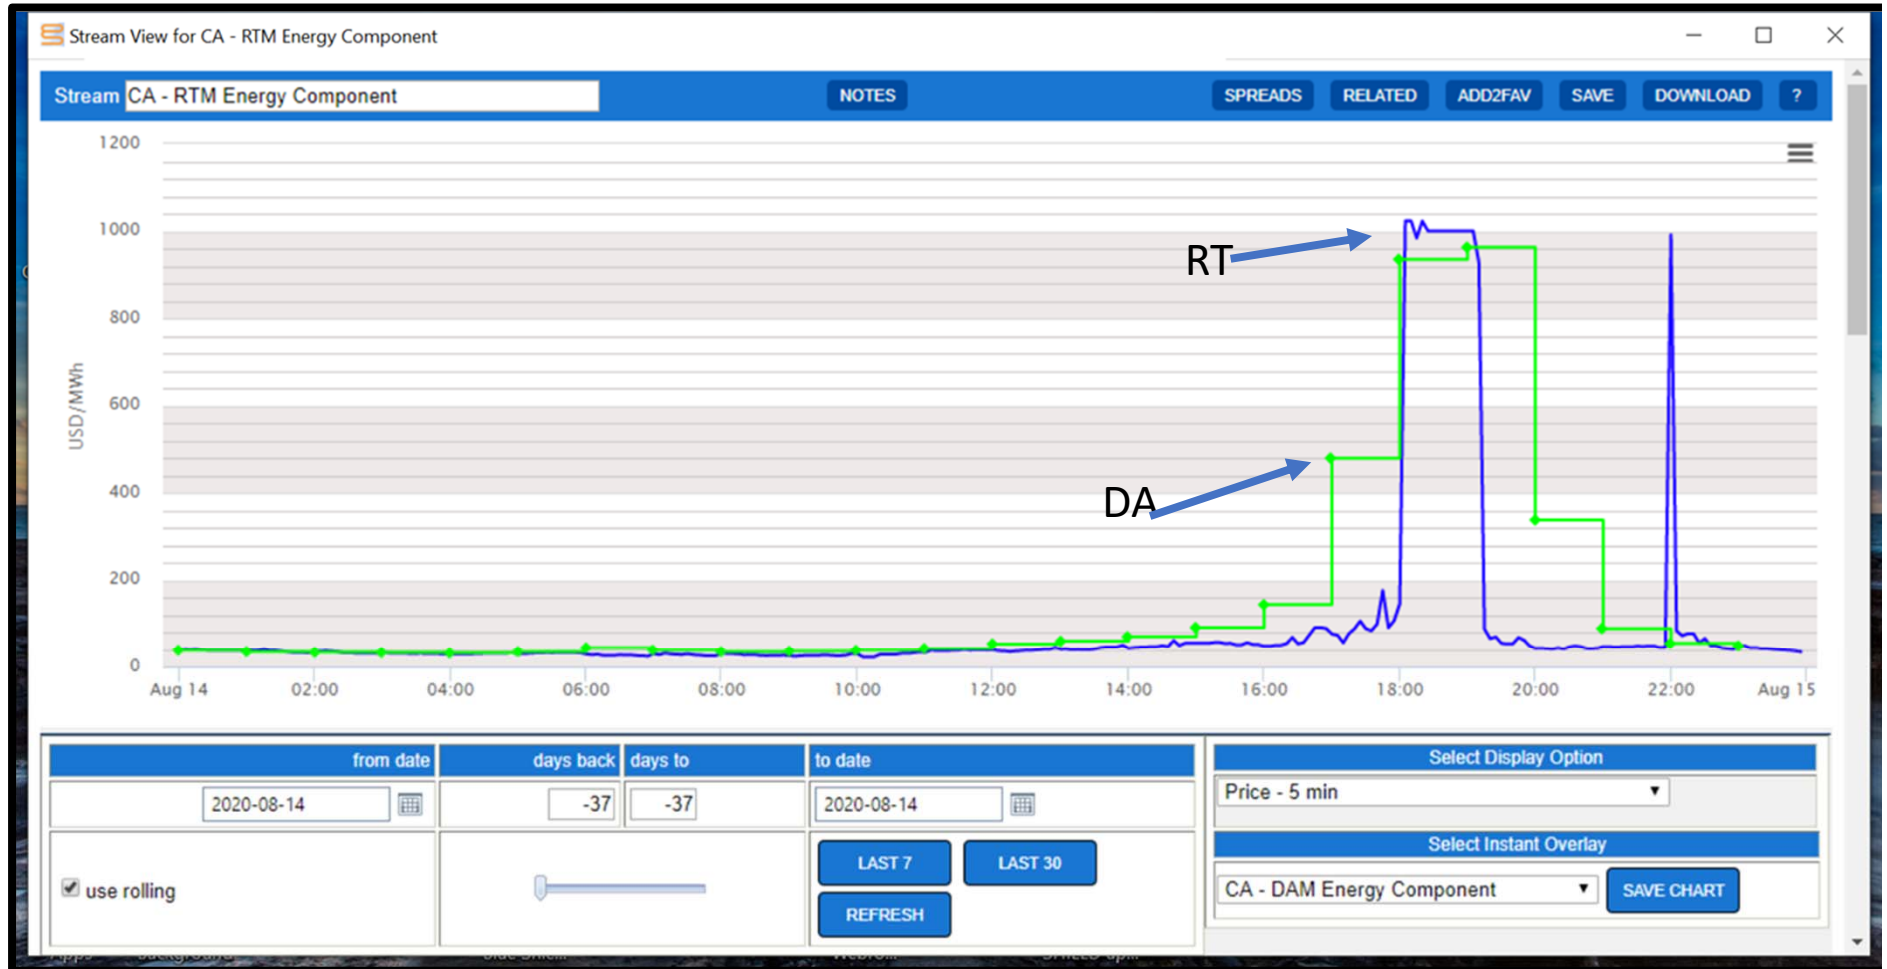 Stream View for CA - RTM Energy Component
Stream CA - RTM Energy Component NOTES SPREADS RELATED ADD2FAV SAVE DOWNLOAD ?
1200
1000
800
600
400
200
0
USD/MWh
RT
DA
Aug 14 02:00 04:00 06:00 08:00 10:00 12:00 14:00 16:00 18:00 20:00 22:00 Aug 15
from date days back days to to date
2020-08-14 -37 -37 2020-08-14
use rolling
LAST 7 LAST 30
REFRESH
Select Display Option
Price - 5 min
Select Instant Overlay
CA - DAM Energy Component SAVE CHART